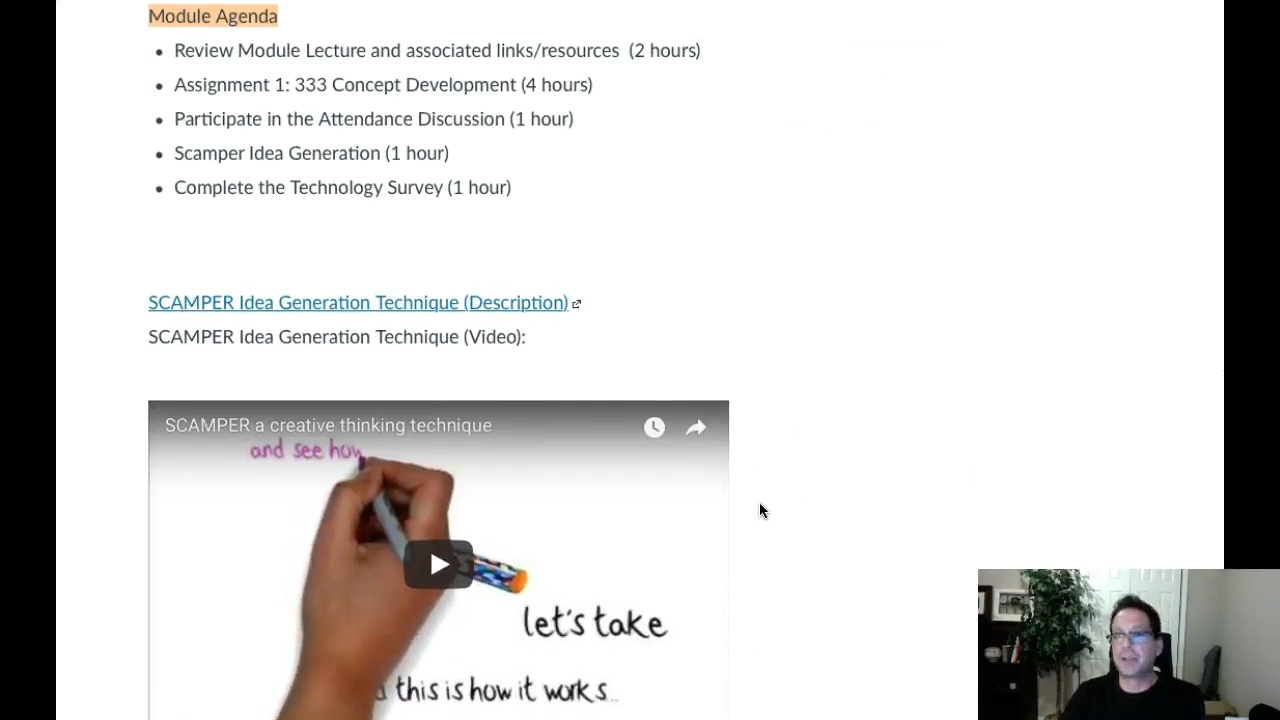 Module Agenda
• Review Module Lecture and associated links/resources (2 hours)
• Assignment 1: 333 Concept Development (4 hours)
• Participate in the Attendance Discussion (1 hour)
• Scamper Idea Generation (1 hour)
• Complete the Technology Survey (1 hour)
SCAMPER Idea Generation Technique (Description)
SCAMPER Idea Generation Technique (Video):
SCAMPER a creative thinking technique
and see how
let's take
this is how it works...